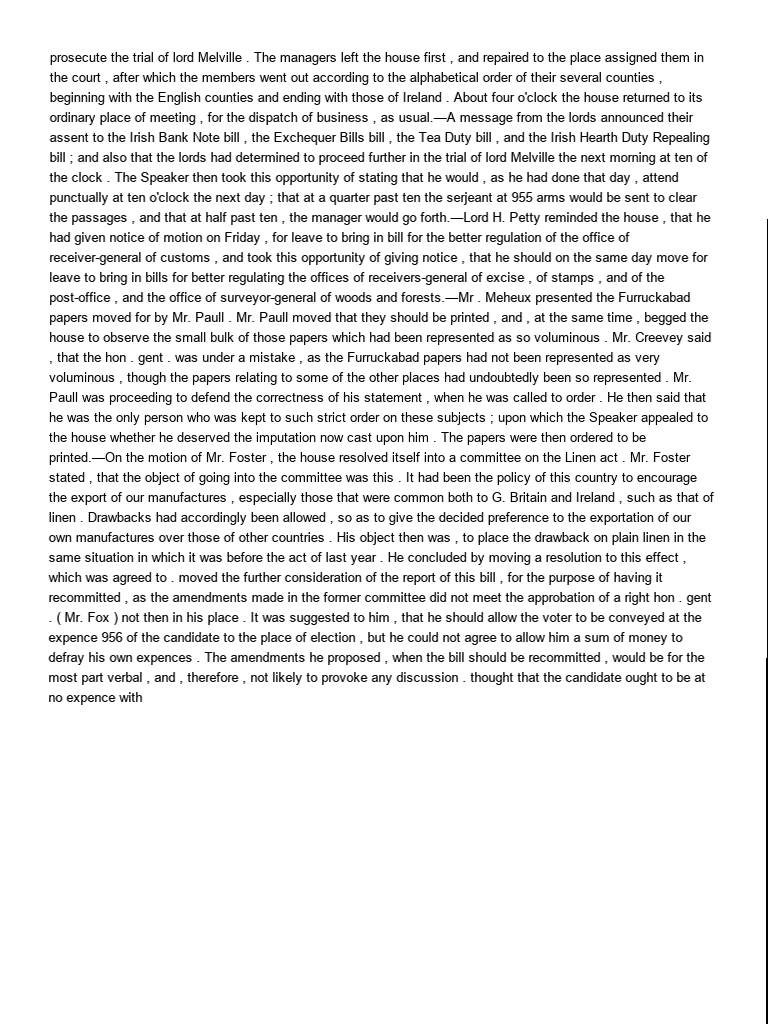 prosecute the trial of lord Melville . The managers left the house first , and repaired to the place assigned them in
the court , after which the members went out according to the alphabetical order of their several counties ,
beginning with the English counties and ending with those of Ireland . About four o'clock the house returned to its
ordinary place of meeting , for the dispatch of business , as usual.—A message from the lords announced their
assent to the Irish Bank Note bill , the Exchequer Bills bill , the Tea Duty bill , and the Irish Hearth Duty Repealing
bill ; and also that the lords had determined to proceed further in the trial of lord Melville the next morning at ten of
the clock . The Speaker then took this opportunity of stating that he would , as he had done that day , attend
punctually at ten o'clock the next day ; that at a quarter past ten the serjeant at 955 arms would be sent to clear
the passages , and that at half past ten , the manager would go forth.—Lord H. Petty reminded the house , that he
had given notice of motion on Friday , for leave to bring in bill for the better regulation of the office of
receiver-general of customs , and took this opportunity of giving notice , that he should on the same day move for
leave to bring in bills for better regulating the offices of receivers-general of excise , of stamps , and of the
post-office , and the office of surveyor-general of woods and forests.—Mr . Meheux presented the Furruckabad
papers moved for by Mr. Paull . Mr. Paull moved that they should be printed , and , at the same time , begged the
house to observe the small bulk of those papers which had been represented as so voluminous . Mr. Creevey said
, that the hon . gent . was under a mistake , as the Furruckabad papers had not been represented as very
voluminous , though the papers relating to some of the other places had undoubtedly been so represented . Mr.
Paull was proceeding to defend the correctness of his statement , when he was called to order . He then said that
he was the only person who was kept to such strict order on these subjects ; upon which the Speaker appealed to
the house whether he deserved the imputation now cast upon him . The papers were then ordered to be
printed.—On the motion of Mr. Foster , the house resolved itself into a committee on the Linen act . Mr. Foster
stated , that the object of going into the committee was this . It had been the policy of this country to encourage
the export of our manufactures , especially those that were common both to G. Britain and Ireland , such as that of
linen . Drawbacks had accordingly been allowed , so as to give the decided preference to the exportation of our
own manufactures over those of other countries . His object then was , to place the drawback on plain linen in the
same situation in which it was before the act of last year . He concluded by moving a resolution to this effect ,
which was agreed to . moved the further consideration of the report of this bill , for the purpose of having it
recommitted , as the amendments made in the former committee did not meet the approbation of a right hon . gent
. ( Mr. Fox ) not then in his place . It was suggested to him , that he should allow the voter to be conveyed at the
expence 956 of the candidate to the place of election , but he could not agree to allow him a sum of money to
defray his own expences . The amendments he proposed , when the bill should be recommitted , would be for the
most part verbal , and , therefore , not likely to provoke any discussion . thought that the candidate ought to be at
no expence with